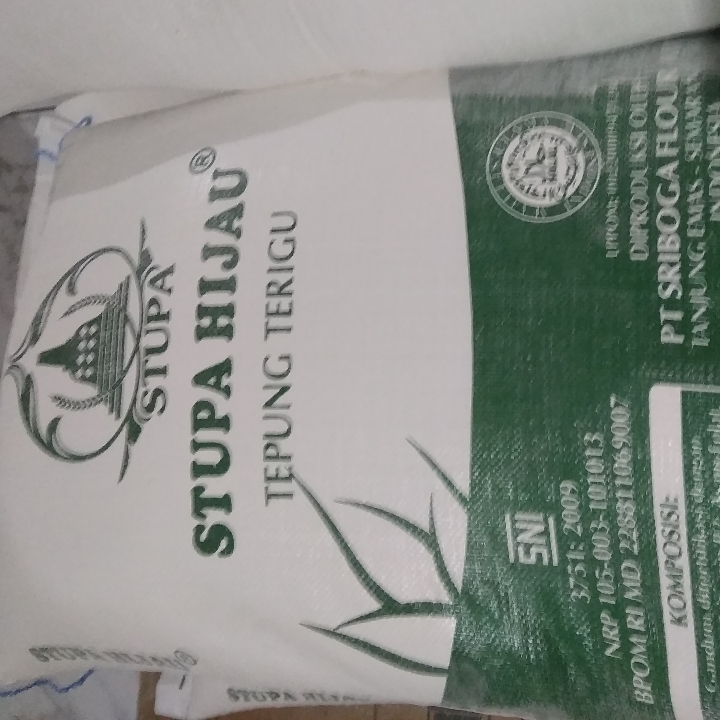 STUPA
STUPA HIJAU®
TEPUNG TERIGU
SNI
3751: 2009
NRP 105-003-101013
BPOM RI MD 228811069007
DIPRODUKSI OLEH
PT SRIBOGA FLOUR
TANJUNG EMAS - SEMARANG
INDONESIA
KOMPOSISI:
STUPA HIJAU®
STUPA HIJAU